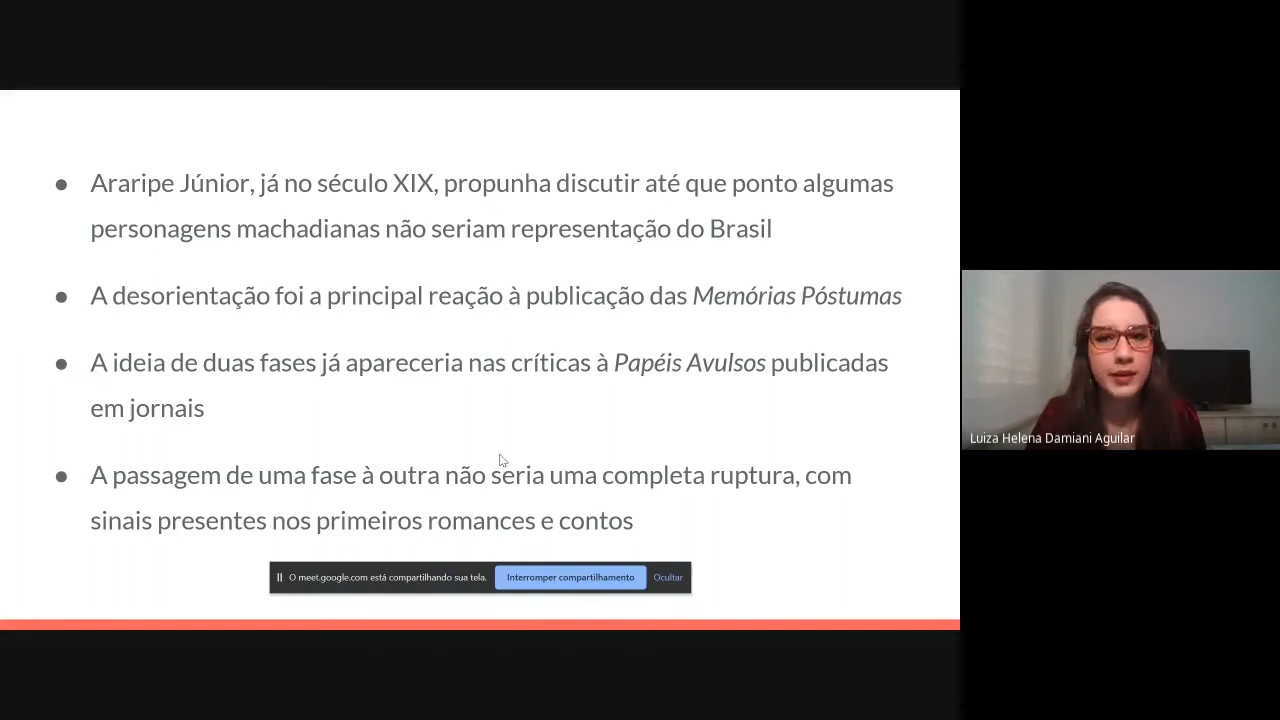 ● Araripe Júnior, já no século XIX, propunha discutir até que ponto algumas
personagens machadianas não seriam representação do Brasil
● A desorientação foi a principal reação à publicação das Memórias Póstumas
● A ideia de duas fases já apareceria nas críticas à Papéis Avulsos publicadas
em jornais
● A passagem de uma fase à outra não seria uma completa ruptura, com
sinais presentes nos primeiros romances e contos
O meet.google.com está compartilhando sua tela. Interromper compartilhamento Ocultar
Luiza Helena Damiani Aguilar